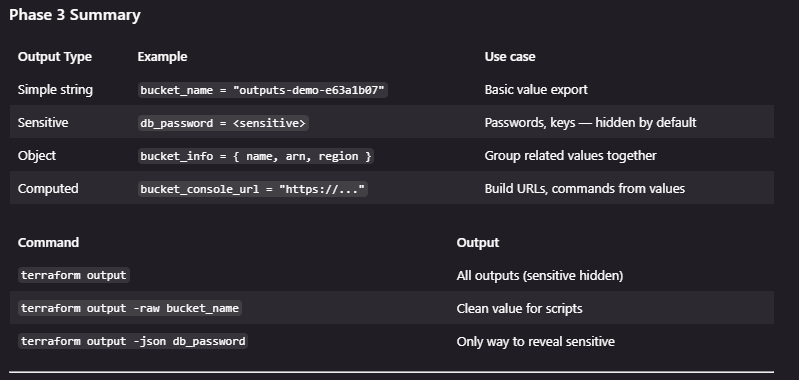 Phase 3 Summary
Output Type Example Use case
Simple string bucket_name = "outputs-demo-e63a1b07" Basic value export
Sensitive db_password = <sensitive> Passwords, keys — hidden by default
Object bucket_info = { name, arn, region } Group related values together
Computed bucket_console_url = "https://..." Build URLs, commands from values
Command Output
terraform output All outputs (sensitive hidden)
terraform output -raw bucket_name Clean value for scripts
terraform output -json db_password Only way to reveal sensitive